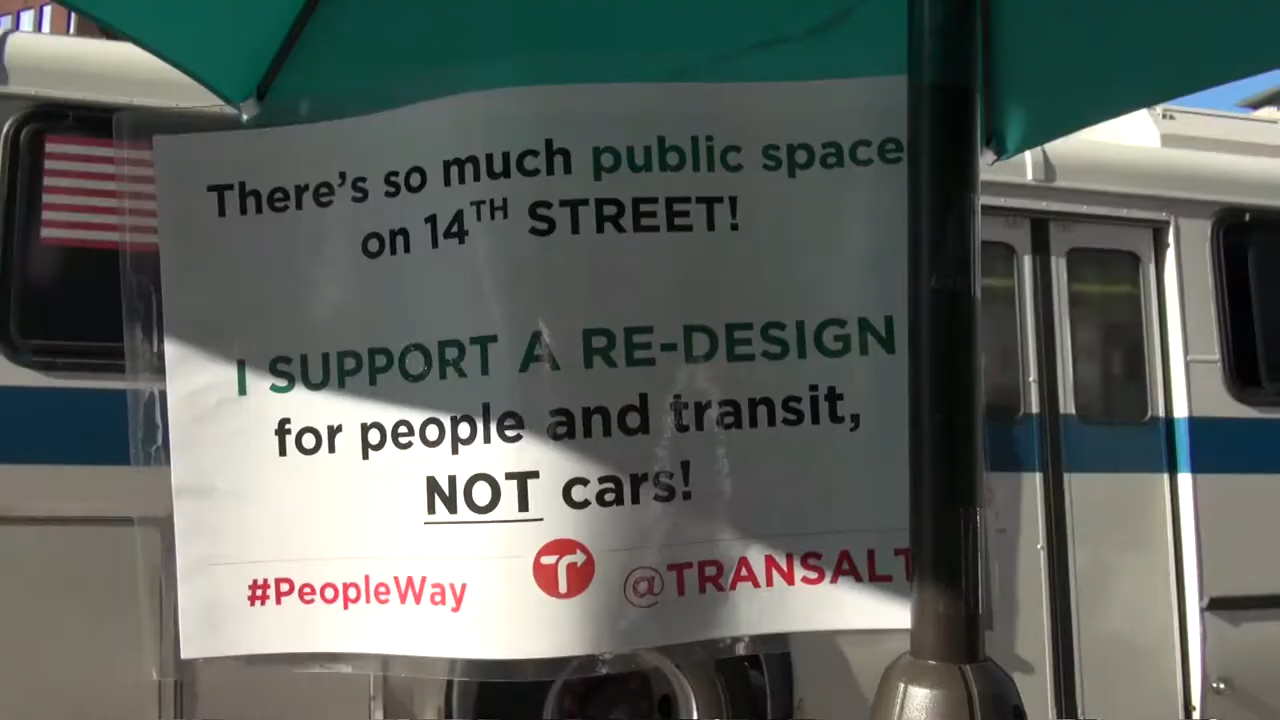 There's so much public space
on 14TH STREET!
I SUPPORT A RE-DESIGN
for people and transit,
NOT cars!
#PeopleWay @TRANSALT